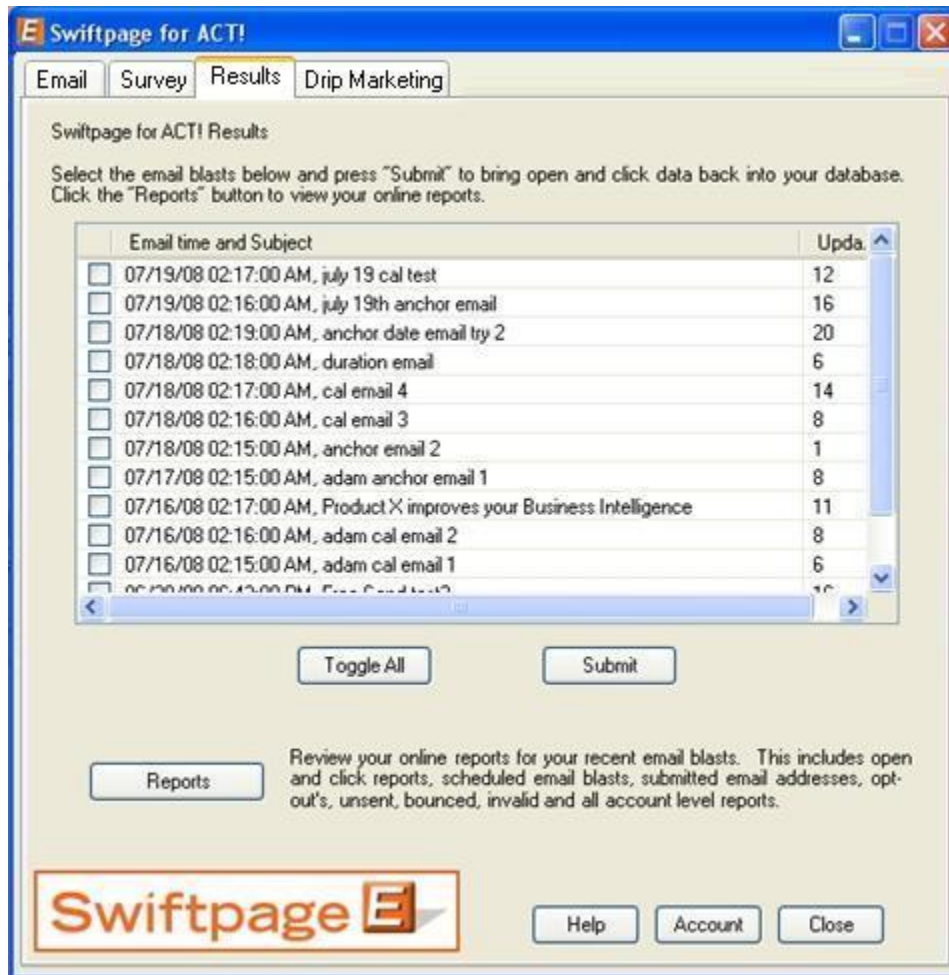 E Swiftpage for ACT!
Email Survey Results Drip Marketing
Swiftpage for ACT! Results
Select the email blasts below and press "Submit" to bring open and click data back into your database.
Click the "Reports" button to view your online reports.
Email time and Subject Upda.
07/19/08 02:17:00 AM, july 19 cal test 12
07/19/08 02:16:00 AM, july 19th anchor email 16
07/18/08 02:19:00 AM, anchor date email try 2 20
07/18/08 02:18:00 AM, duration email 6
07/18/08 02:17:00 AM, cal email 4 14
07/18/08 02:16:00 AM, cal email 3 8
07/18/08 02:15:00 AM, anchor email 2 1
07/17/08 02:15:00 AM, adam anchor email 1 8
07/16/08 02:17:00 AM, Product X improves your Business Intelligence 11
07/16/08 02:16:00 AM, adam cal email 2 8
07/16/08 02:15:00 AM, adam cal email 1 6
Toggle All Submit
Review your online reports for your recent email blasts. This includes open
Reports and click reports, scheduled email blasts, submitted email addresses, opt-
out's, unsent, bounced, invalid and all account level reports.
Swiftpage E
Help Account Close